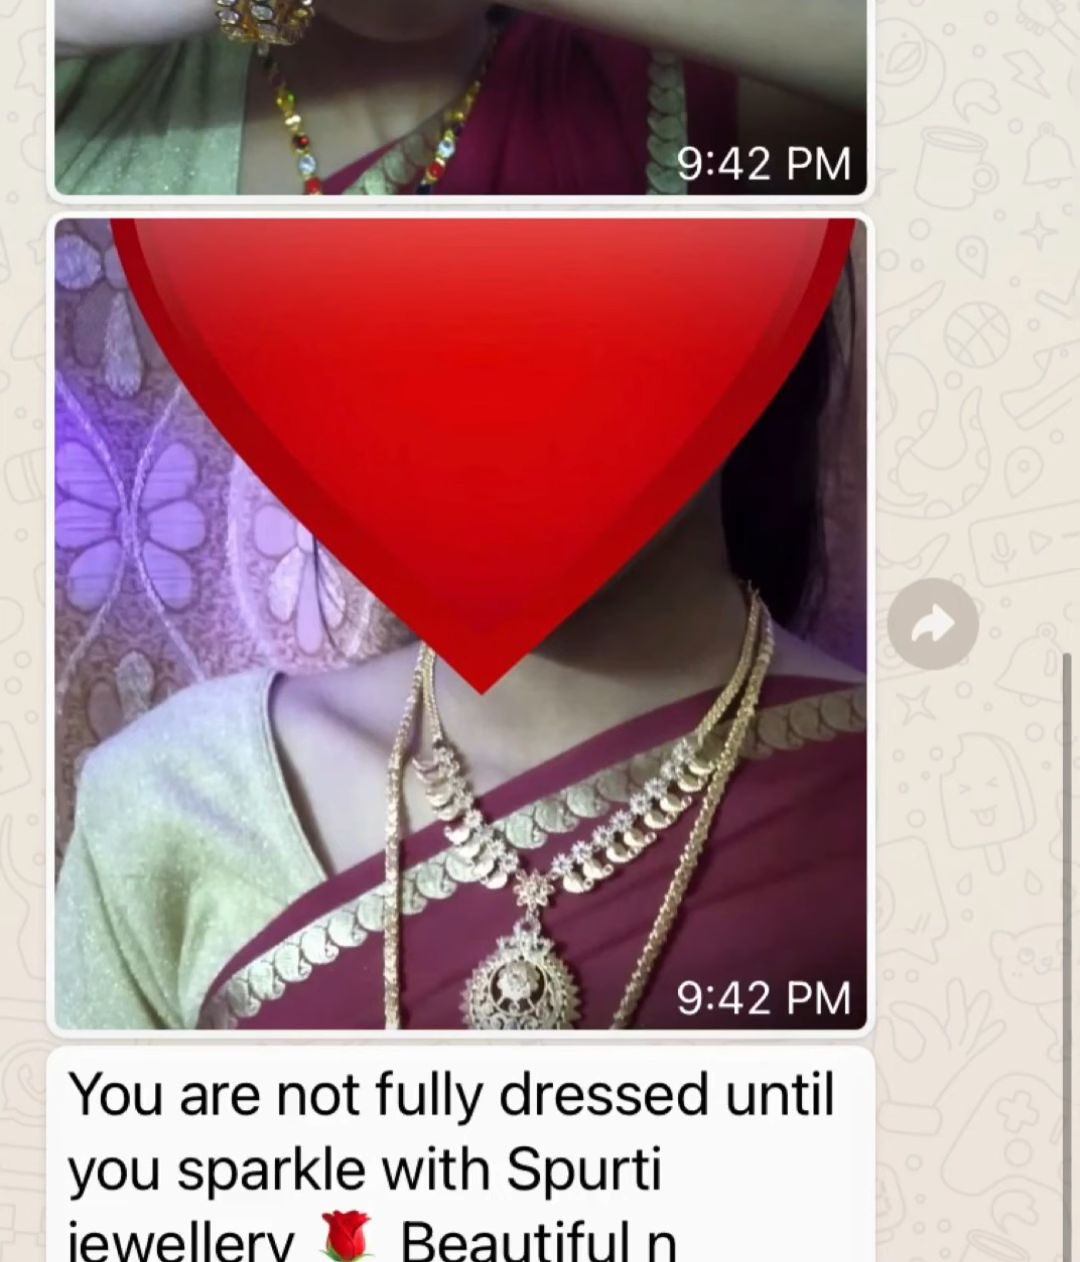 9:42 PM
9:42 PM
You are not fully dressed until
you sparkle with Spurti
jewellery 🌹 Beautiful n